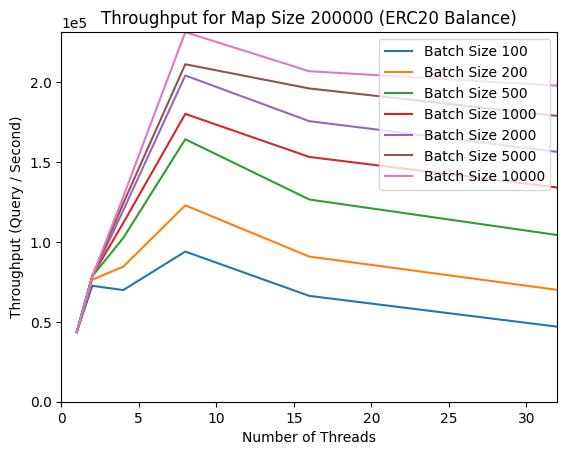 Throughput for Map Size 200000 (ERC20 Balance)
1e5
2.0
1.5
1.0
0.5
0.0
Throughput (Query / Second)
Batch Size 100
Batch Size 200
Batch Size 500
Batch Size 1000
Batch Size 2000
Batch Size 5000
Batch Size 10000
0 5 10 15 20 25 30
Number of Threads